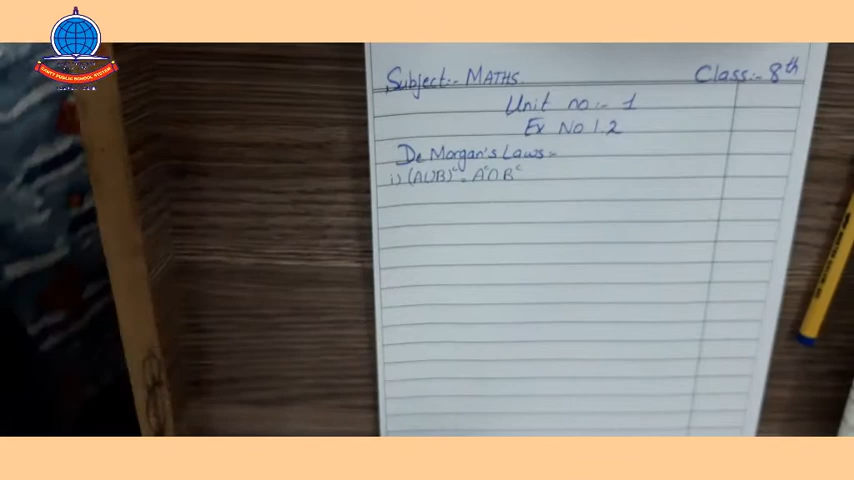 Subject:- MATHS. Class:- 8th
Unit no:- 1
Ex No 1.2
De Morgan's Laws:-
i) (A∪B)ᶜ = Aᶜ∩Bᶜ